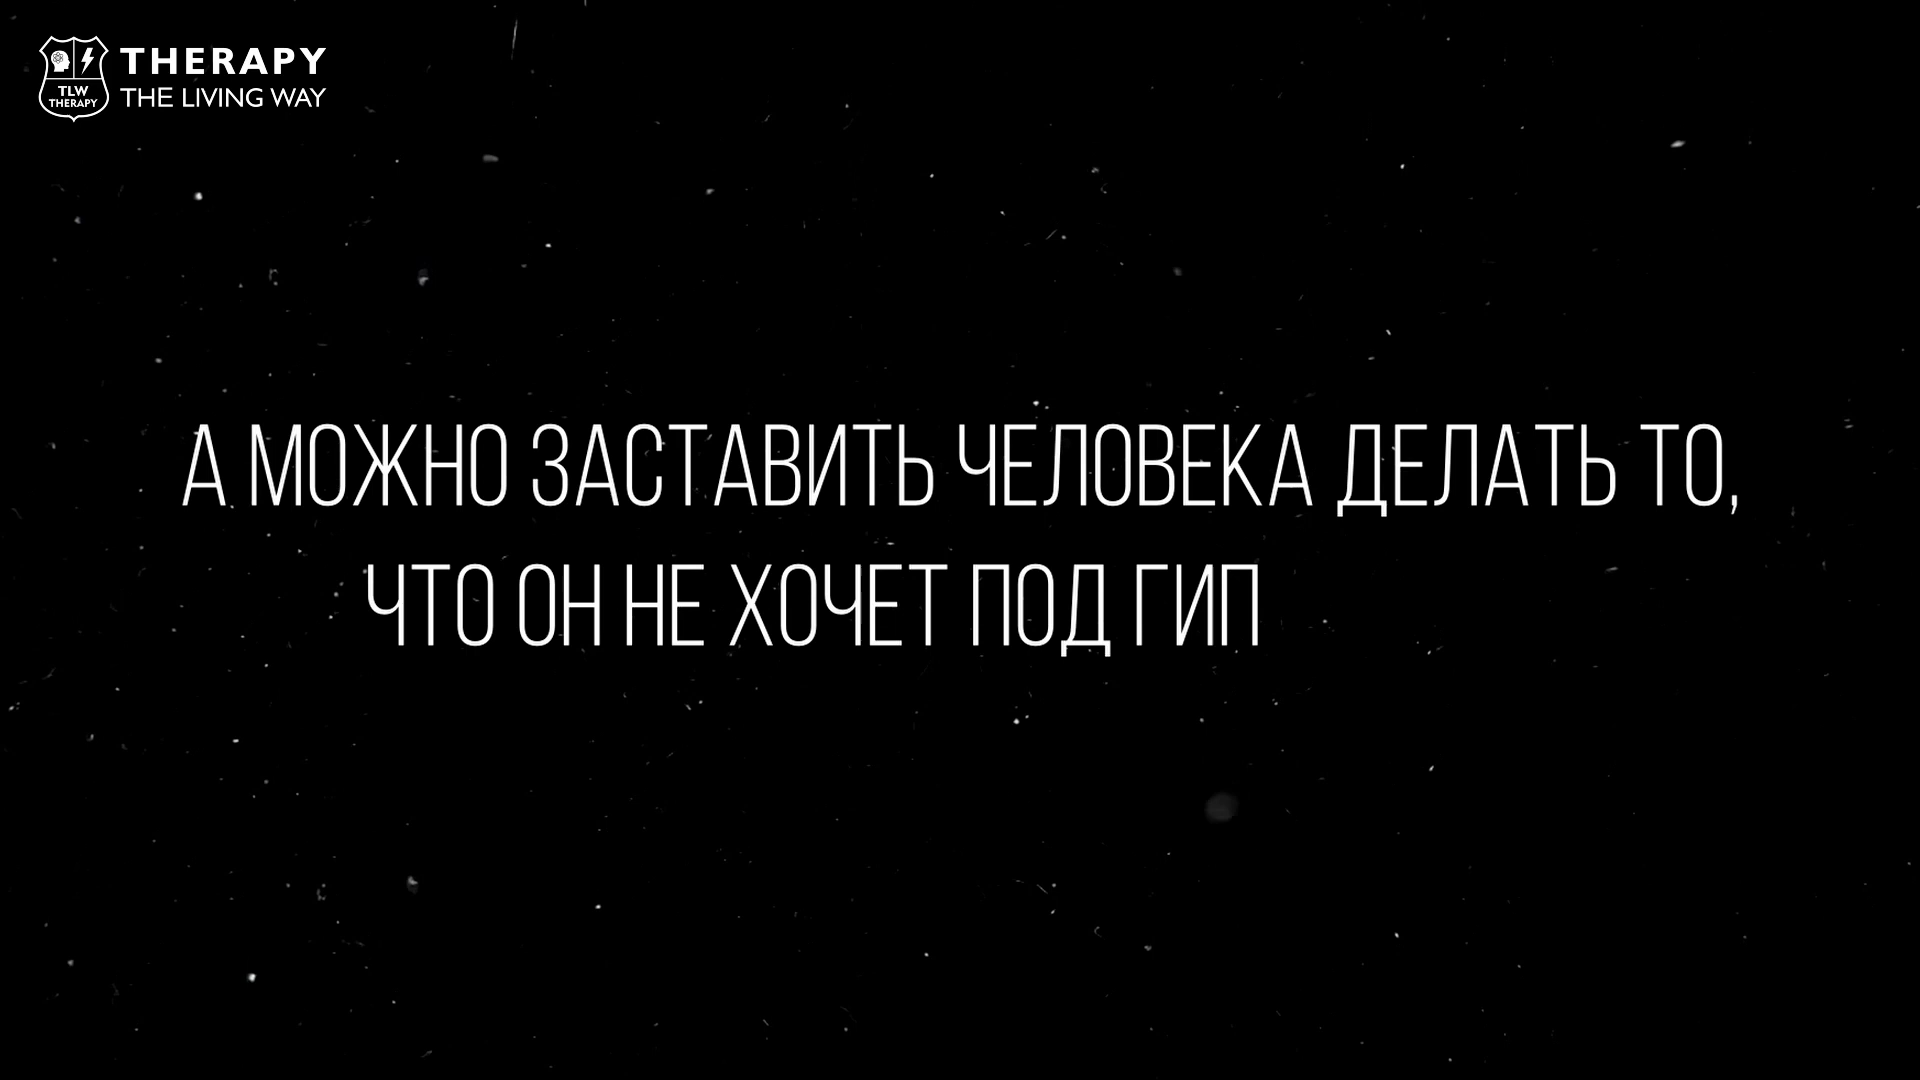 THERAPY
THE LIVING WAY
TLW
THERAPY
А МОЖНО ЗАСТАВИТЬ ЧЕЛОВЕКА ДЕЛАТЬ ТО,
ЧТО ОН НЕ ХОЧЕТ ПОД ГИП